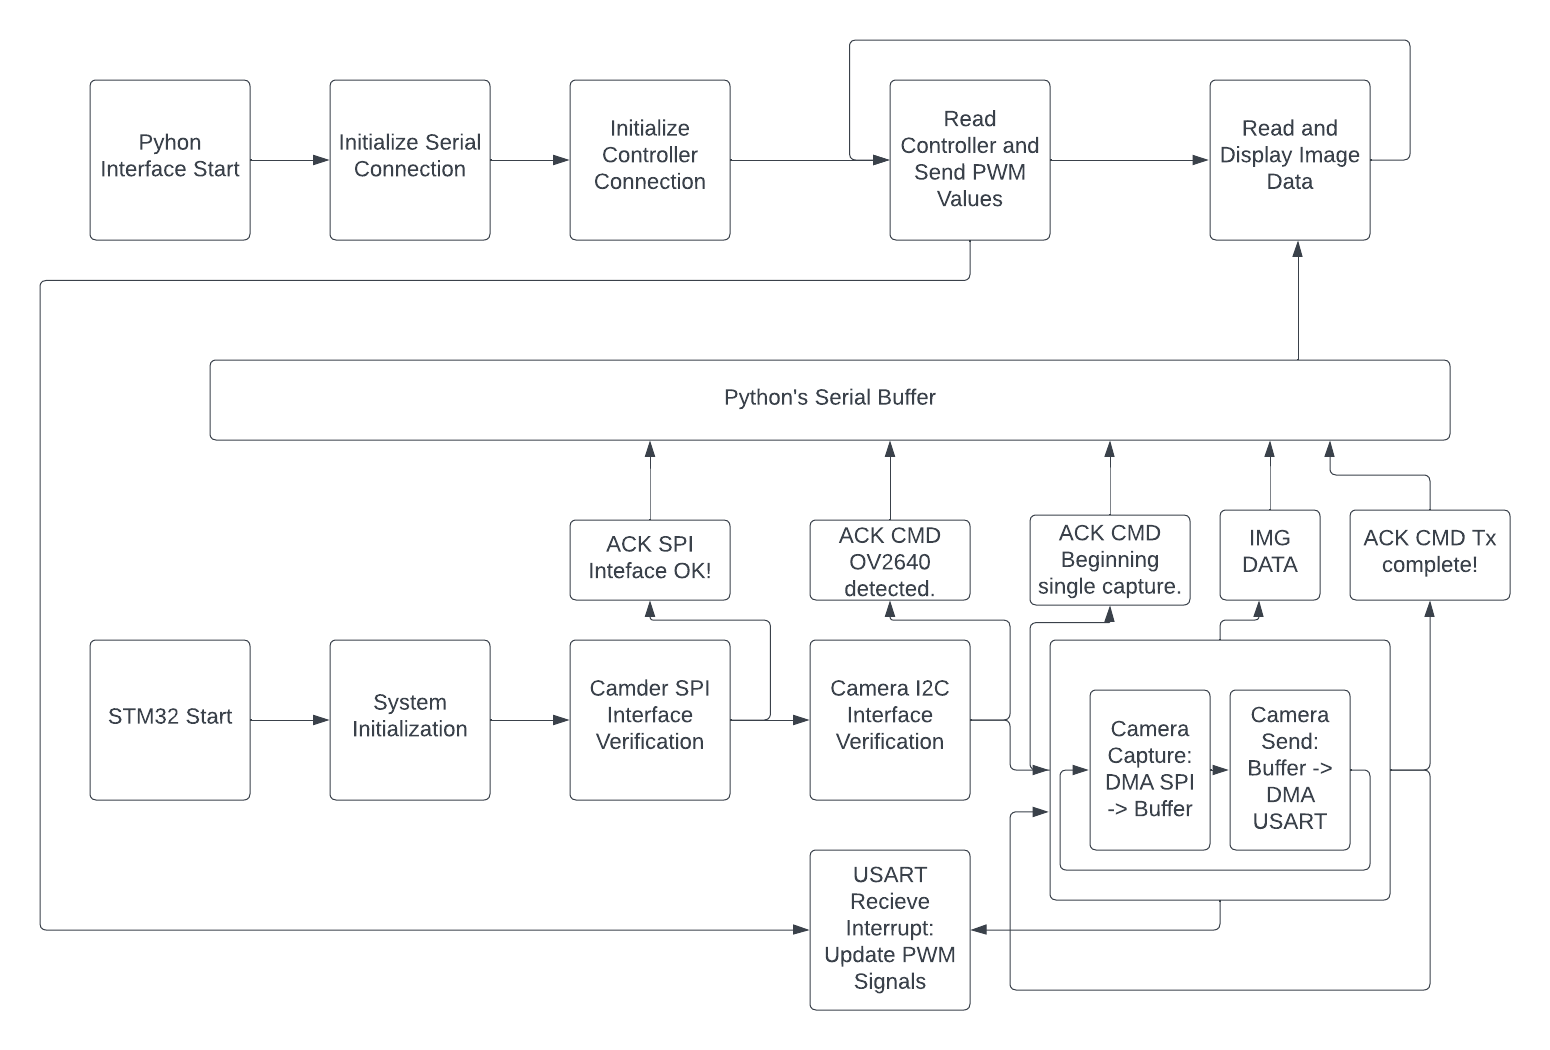 Pyhon
Interface Start
Initialize Serial
Connection
Initialize
Controller
Connection
Read
Controller and
Send PWM
Values
Read and
Display Image
Data
Python's Serial Buffer
ACK SPI
Inteface OK!
ACK CMD
OV2640
detected.
ACK CMD
Beginning
single capture.
IMG
DATA
ACK CMD Tx
complete!
STM32 Start
System
Initialization
Camder SPI
Interface
Verification
Camera I2C
Interface
Verification
Camera
Capture:
DMA SPI
-> Buffer
Camera
Send:
Buffer ->
DMA
USART
USART
Recieve
Interrupt:
Update PWM
Signals